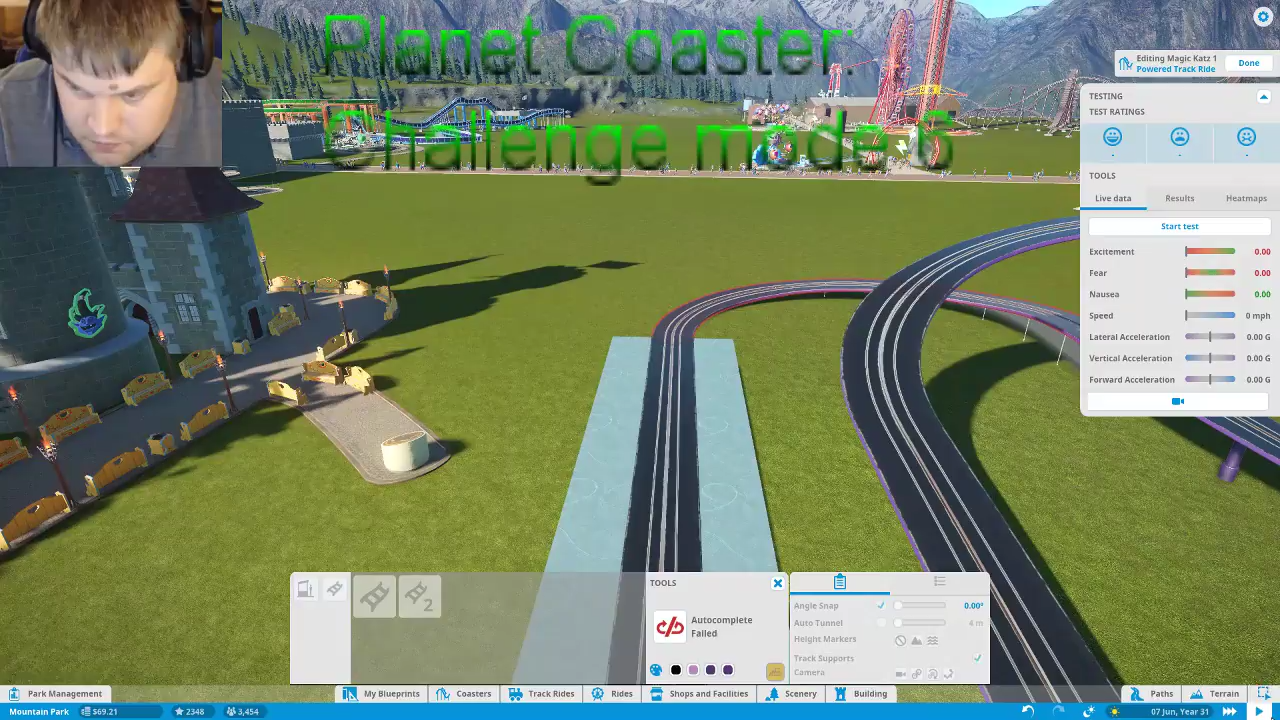 Planet Coaster:
Challenge mode 6
Editing Magic Katz 1
Powered Track Ride
Done
TESTING
TEST RATINGS
-
-
-
TOOLS
Live data
Results
Heatmaps
Start test
Excitement
0.00
Fear
0.00
Nausea
0.00
Speed
0 mph
Lateral Acceleration
0.00 G
Vertical Acceleration
0.00 G
Forward Acceleration
0.00 G
2
TOOLS
Autocomplete
Failed
Angle Snap
0.00°
Auto Tunnel
4 m
Height Markers
Track Supports
Camera
Park Management
My Blueprints
Coasters
Track Rides
Rides
Shops and Facilities
Scenery
Building
Paths
Terrain
Mountain Park
$69.21
2348
3,454
07 Jun, Year 31